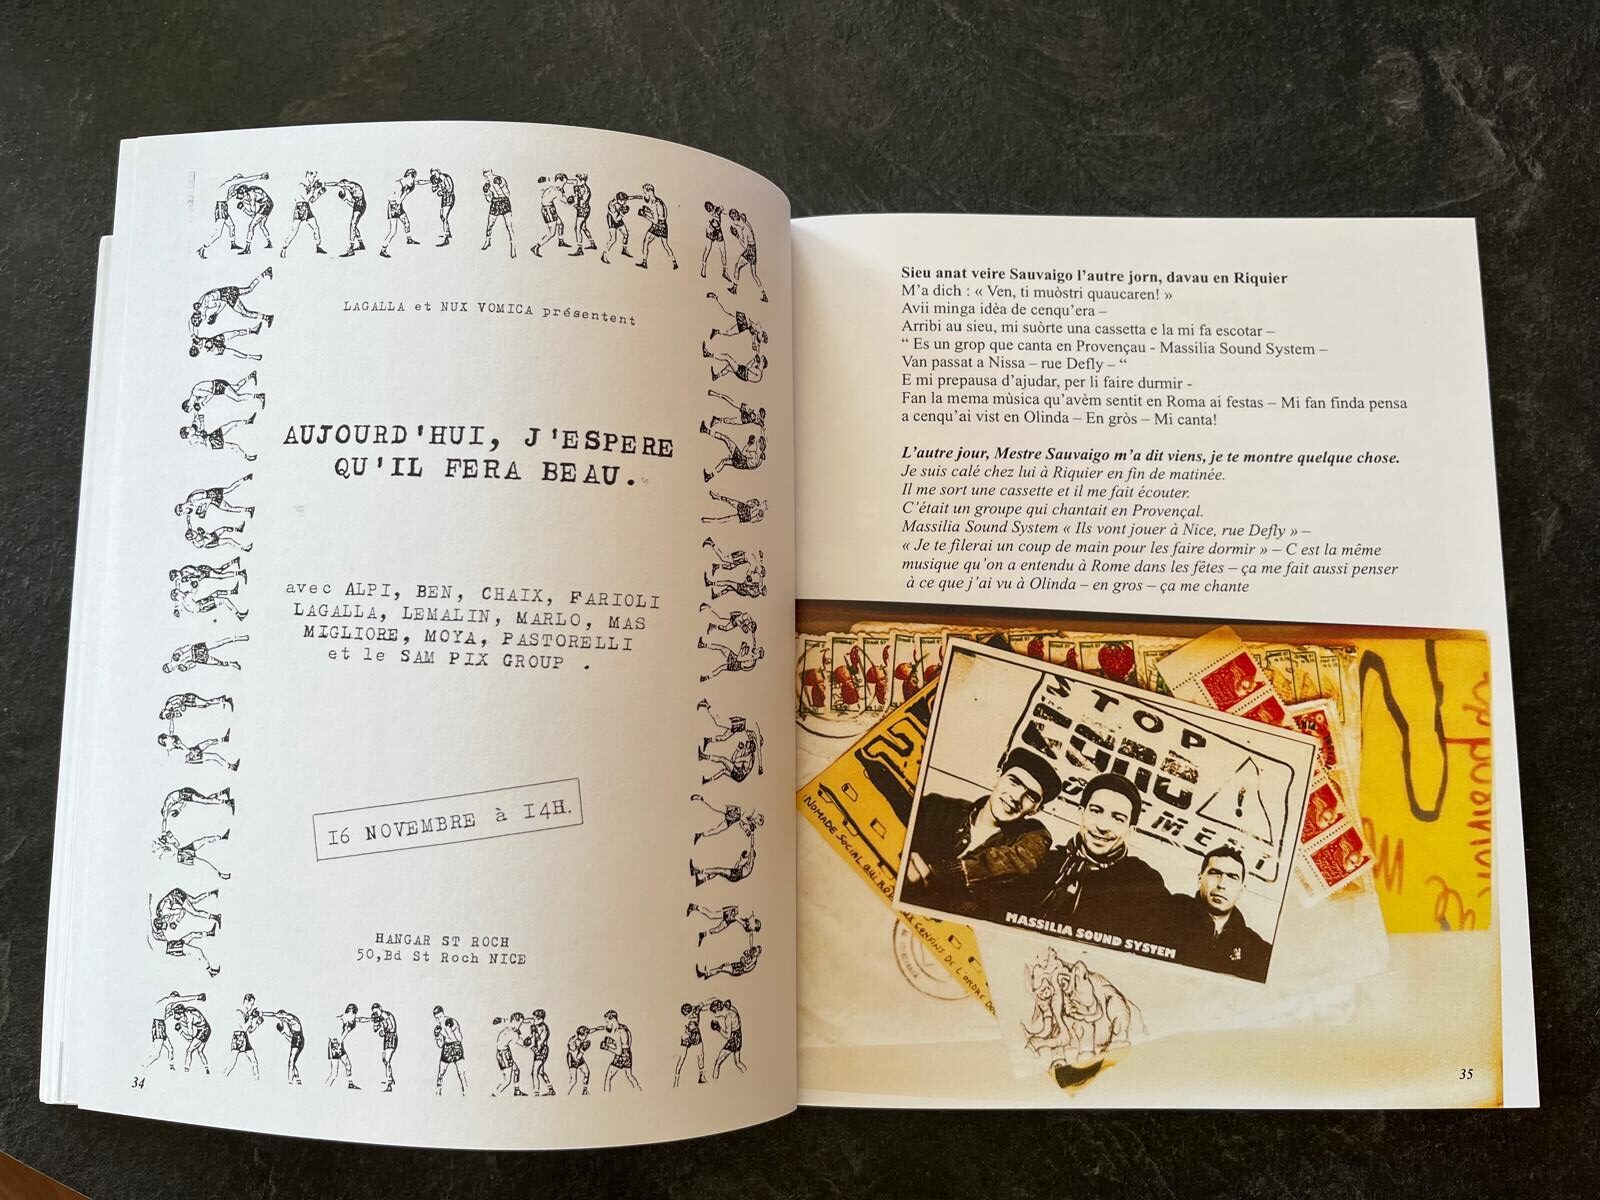 LAGALLA et NUX VOMICA présentent
AUJOURD'HUI, J'ESPERE
QU'IL FERA BEAU.
avec ALPI, BEN, CHAIX, FARIOLI
LAGALLA, LEMALIN, MARLO, MAS
MIGLIORE, MOYA, PASTORELLI
et le SAM PIX GROUP .
16 NOVEMBRE à 14H.
HANGAR ST ROCH
50,Bd St Roch NICE
34
Sieu anat veire Sauvaigo l'autre jorn, davau en Riquier
M'a dich : « Ven, ti muòstri quaucaren! »
Avii minga idèa de cenqu'era –
Arribi au sieu, mi suòrte una cassetta e la mi fa escotar –
“ Es un grop que canta en Provençau - Massilia Sound System –
Van passat a Nissa – rue Defly – “
E mi prepausa d'ajudar, per li faire durmir -
Fan la mema mùsica qu'avèm sentit en Roma ai festas – Mi fan finda pensa
a cenqu'ai vist en Olinda – En gròs – Mi canta!
L'autre jour, Mestre Sauvaigo m'a dit viens, je te montre quelque chose.
Je suis calé chez lui à Riquier en fin de matinée.
Il me sort une cassette et il me fait écouter.
C'était un groupe qui chantait en Provençal.
Massilia Sound System « Ils vont jouer à Nice, rue Defly » –
« Je te filerai un coup de main pour les faire dormir » – C est la même
musique qu'on a entendu à Rome dans les fêtes – ça me fait aussi penser
à ce que j'ai vu à Olinda – en gros – ça me chante
STOP
MASSILIA SOUND SYSTEM
NOMADE SOCIAL QUI
CONFINS DE L'ORDRE
35